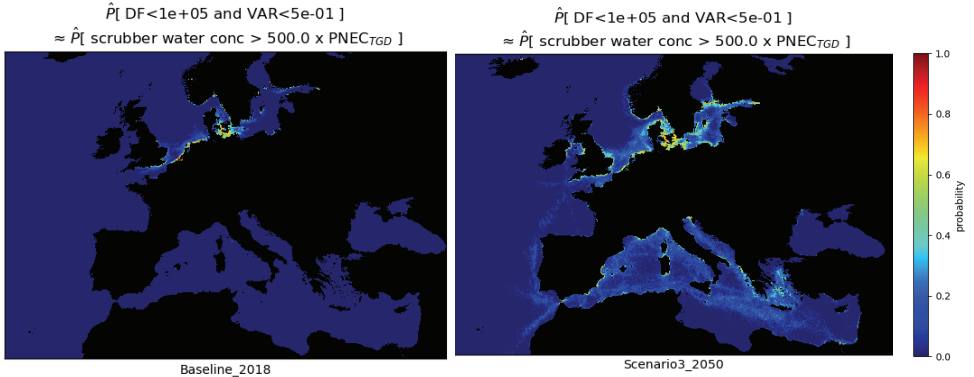 P̂[ DF<1e+05 and VAR<5e-01 ]
≈ P̂[ scrubber water conc > 500.0 x PNEC_TGD ]
Baseline_2018
P̂[ DF<1e+05 and VAR<5e-01 ]
≈ P̂[ scrubber water conc > 500.0 x PNEC_TGD ]
Scenario3_2050
1.0
0.8
0.6
0.4
0.2
0.0
probability